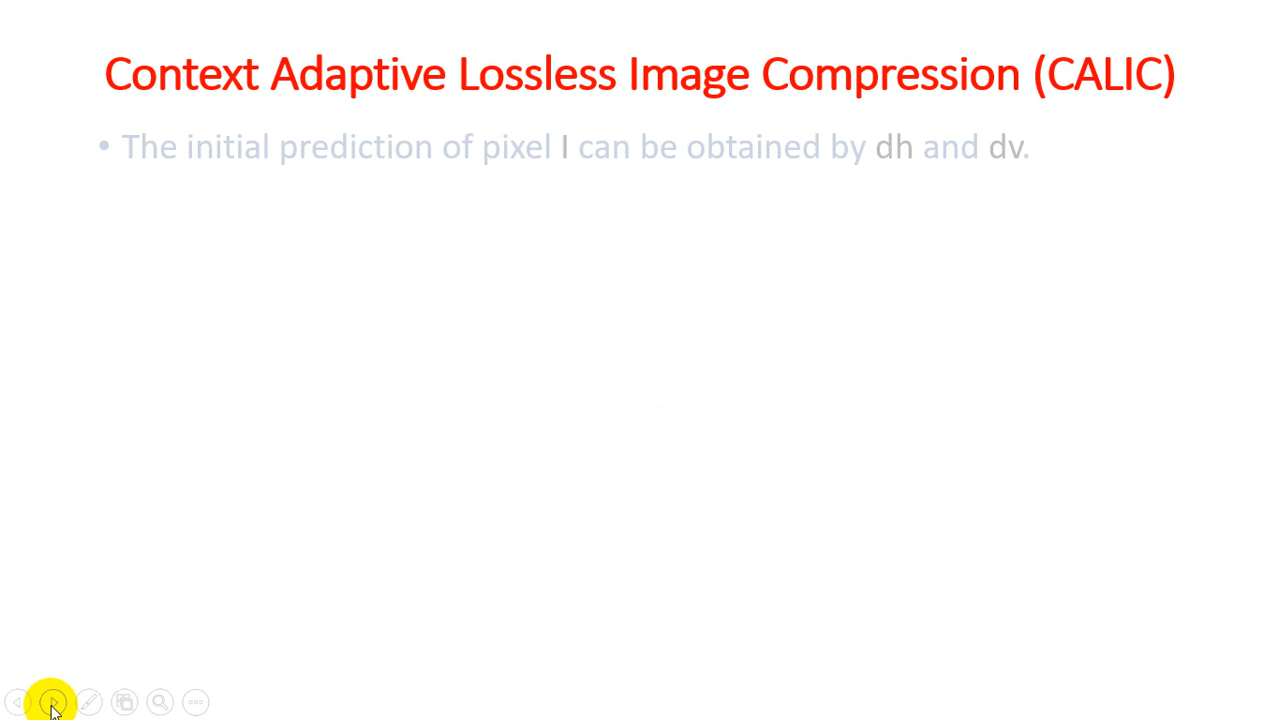 Context Adaptive Lossless Image Compression (CALIC)
• The initial prediction of pixel I can be obtained by dh and dv.